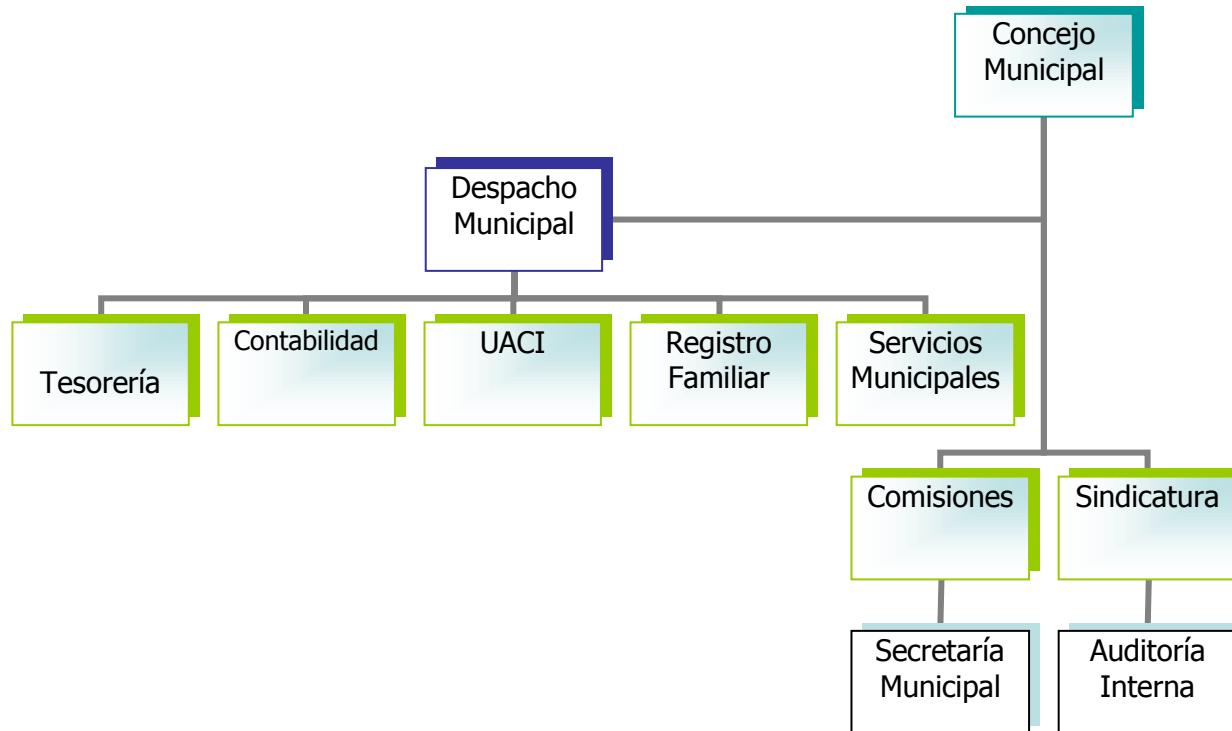 Concejo
Municipal
Despacho
Municipal
Tesorería
Contabilidad
UACI
Registro
Familiar
Servicios
Municipales
Comisiones
Sindicatura
Secretaría
Municipal
Auditoría
Interna